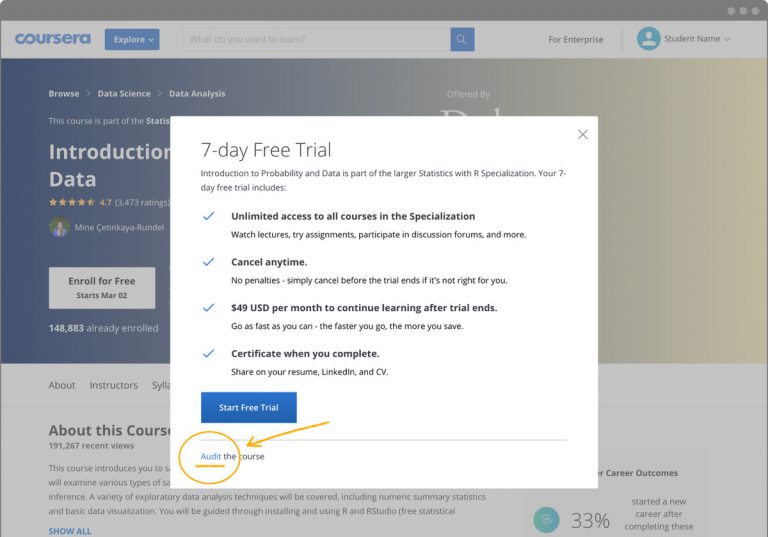 coursera
Explore
What do you want to learn?
For Enterprise
Student Name
Browse > Data Science > Data Analysis
Offered By
This course is part of the Statis
Introduction
Data
4.7 (3,473 ratings)
Mine Çetinkaya-Rundel
Enroll for Free
Starts Mar 02
148,883 already enrolled
7-day Free Trial
Introduction to Probability and Data is part of the larger Statistics with R Specialization. Your 7-
day free trial includes:
Unlimited access to all courses in the Specialization
Watch lectures, try assignments, participate in discussion forums, and more.
Cancel anytime.
No penalties - simply cancel before the trial ends if it's not right for you.
$49 USD per month to continue learning after trial ends.
Go as fast as you can - the faster you go, the more you save.
Certificate when you complete.
Share on your resume, LinkedIn, and CV.
Start Free Trial
Audit the course
About Instructors Sylla
About this Cours
191,267 recent views
This course introduces you to sa
will examine various types of sa
inference. A variety of exploratory data analysis techniques will be covered, including numeric summary statistics
and basic data visualization. You will be guided through installing and using R and RStudio (free statistical
SHOW ALL
er Career Outcomes
33%
started a new
career after
completing these